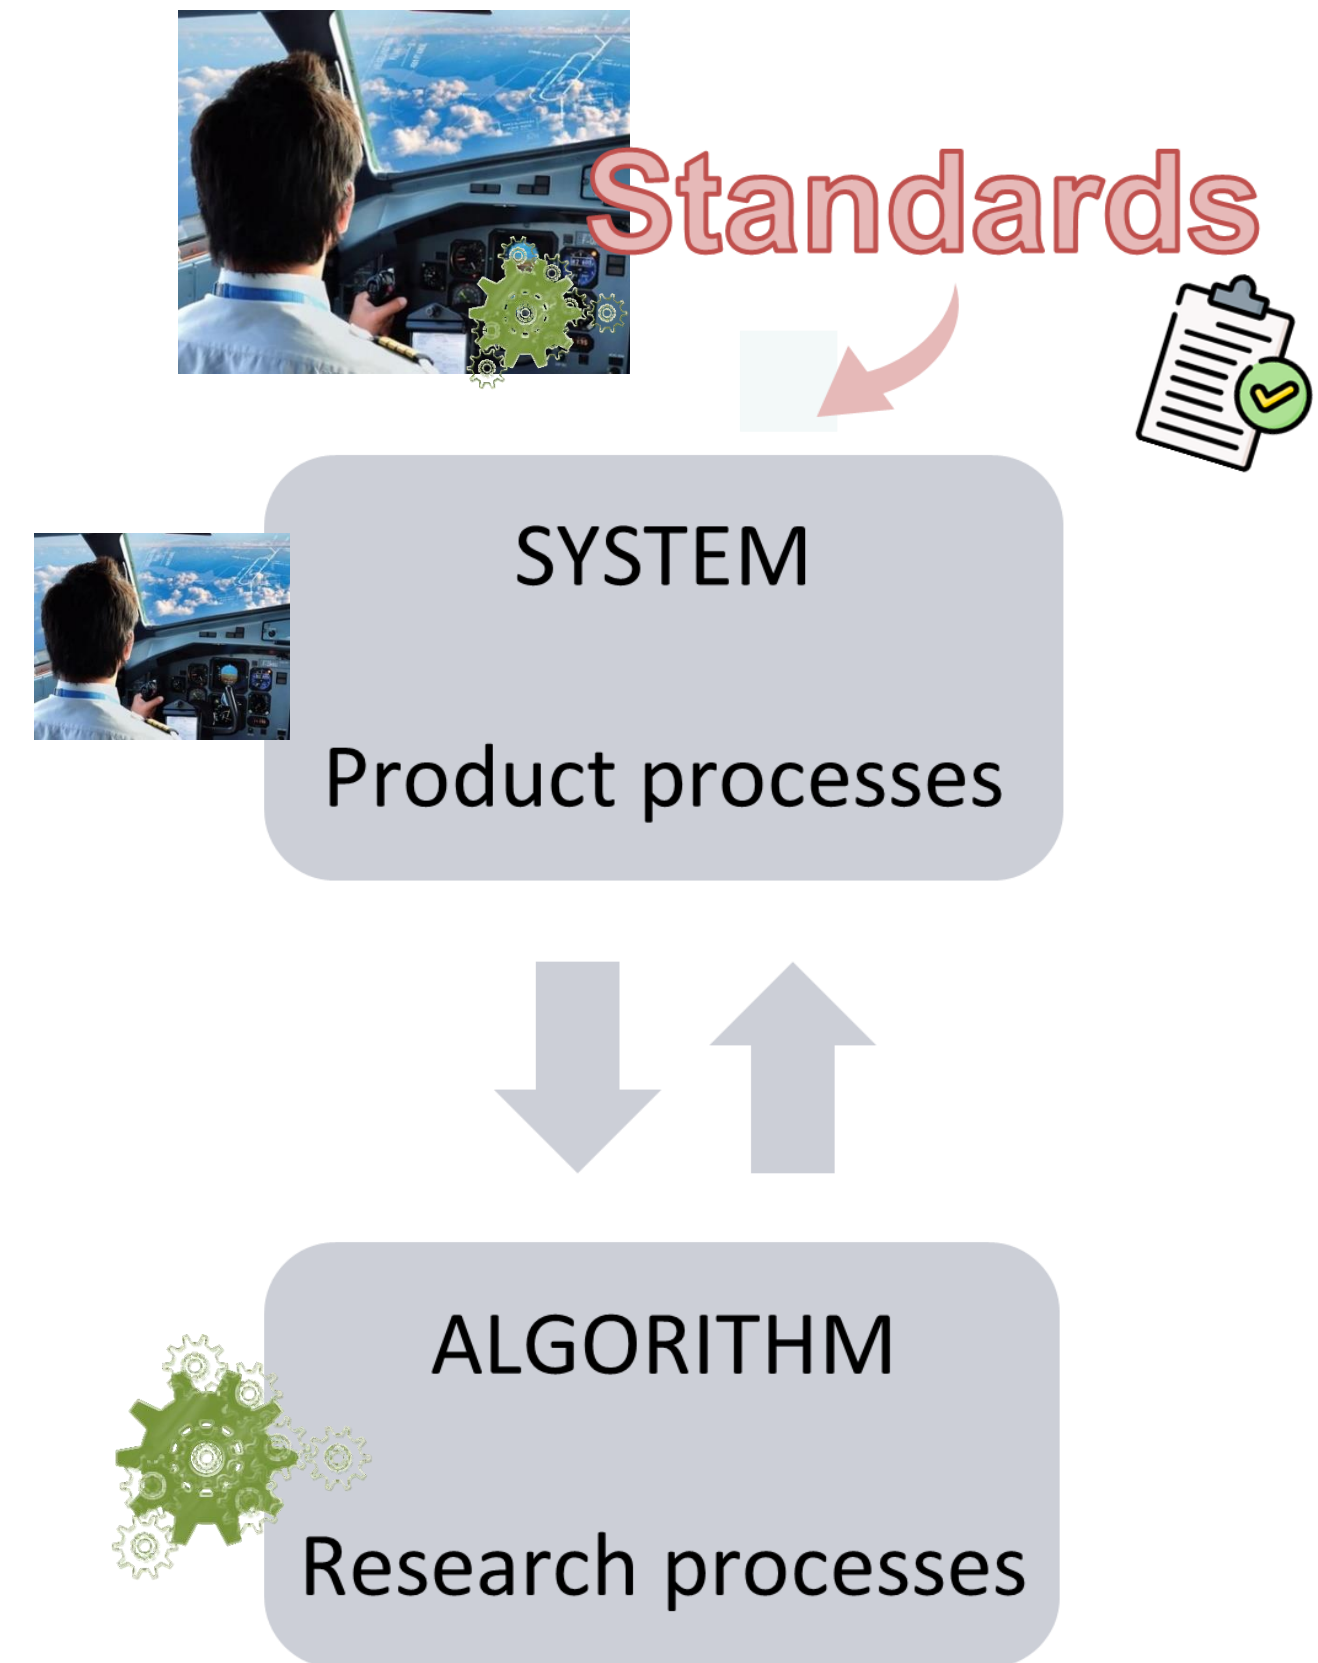 Standards
SYSTEM
Product processes
ALGORITHM
Research processes